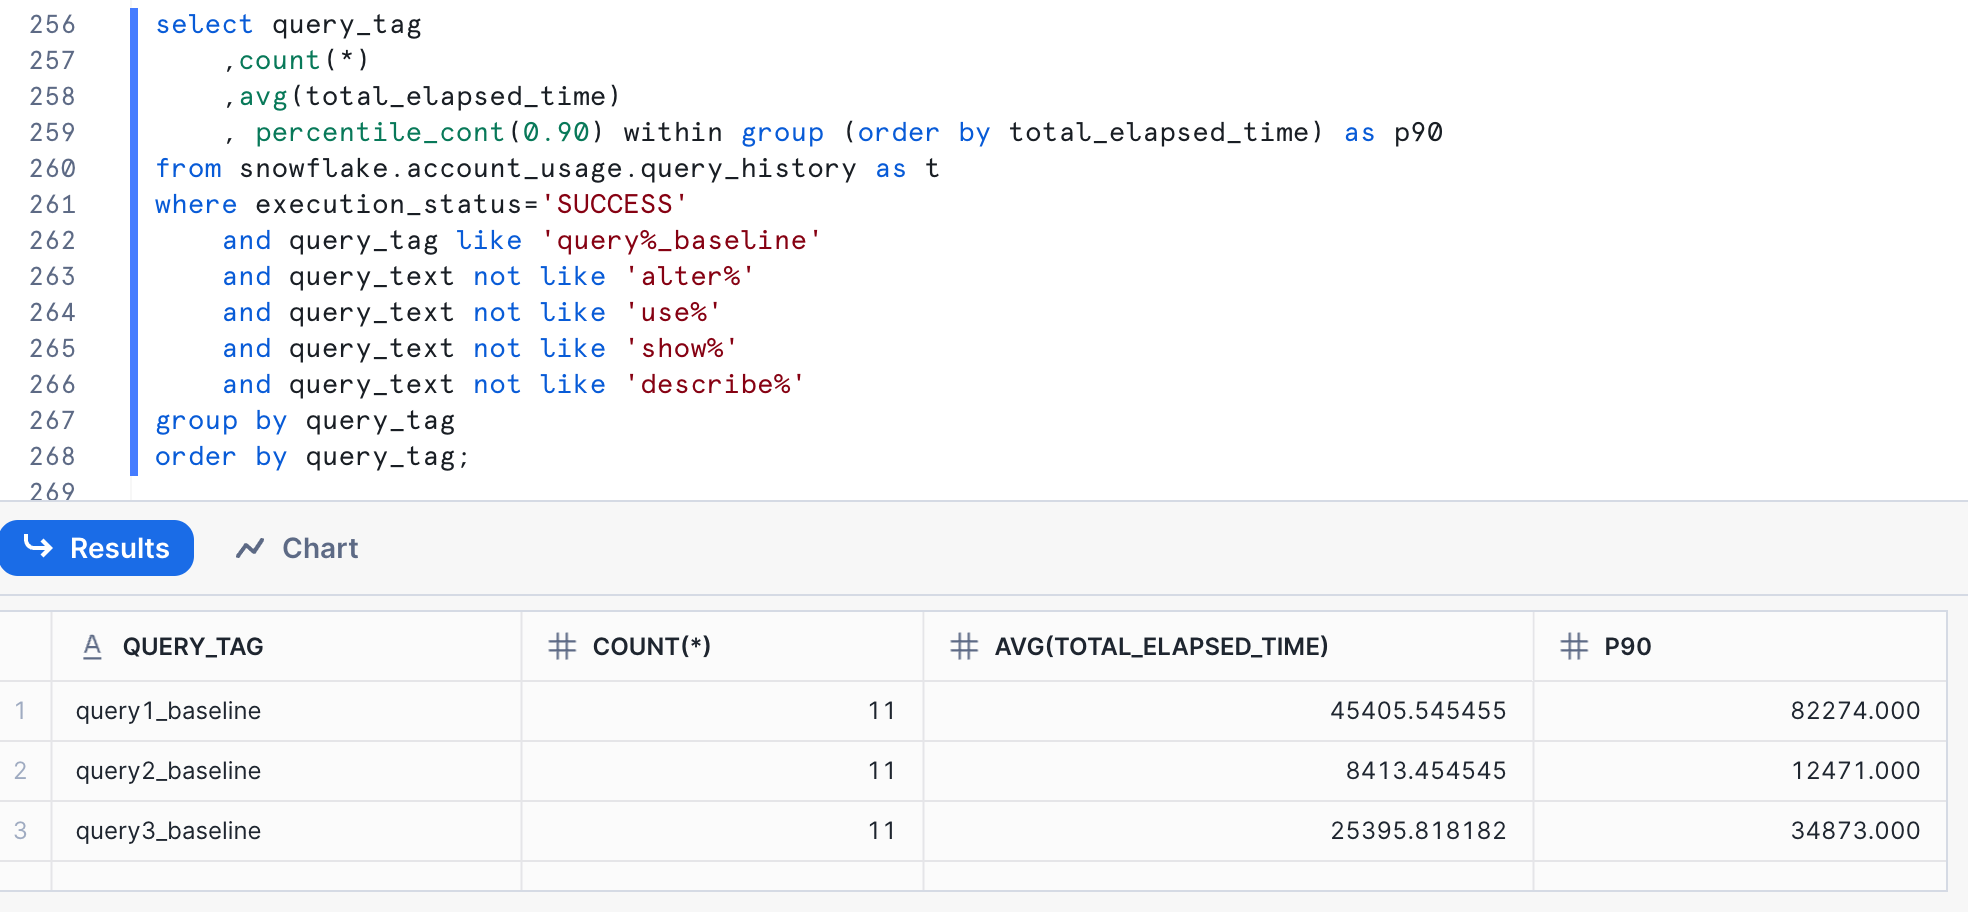 256 select query_tag
257 ,count(*)
258 ,avg(total_elapsed_time)
259 , percentile_cont(0.90) within group (order by total_elapsed_time) as p90
260 from snowflake.account_usage.query_history as t
261 where execution_status='SUCCESS'
262 and query_tag like 'query%_baseline'
263 and query_text not like 'alter%'
264 and query_text not like 'use%'
265 and query_text not like 'show%'
266 and query_text not like 'describe%'
267 group by query_tag
268 order by query_tag;
269
Results Chart
A QUERY_TAG # COUNT(*) # AVG(TOTAL_ELAPSED_TIME) # P90
1 query1_baseline 11 45405.545455 82274.000
2 query2_baseline 11 8413.454545 12471.000
3 query3_baseline 11 25395.818182 34873.000